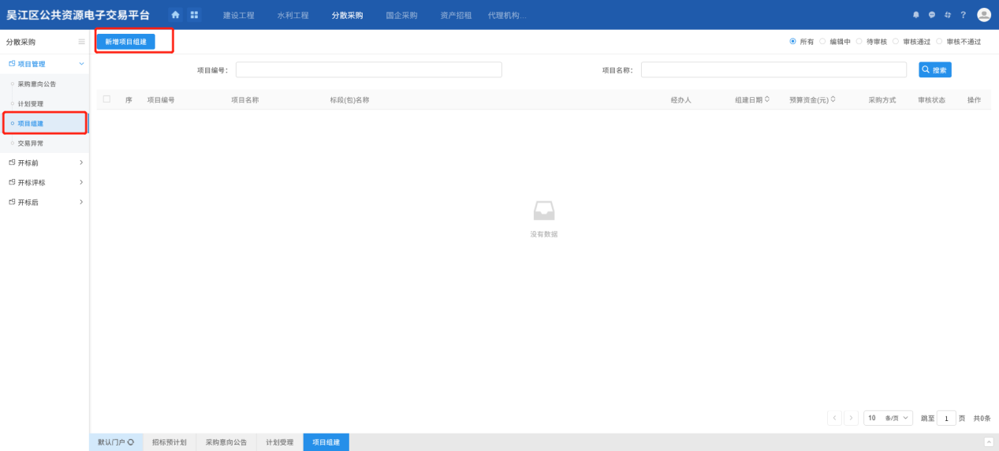 吴江区公共资源电子交易平台 建设工程 水利工程 分散采购 国企采购 资产招租 代理机构...
分散采购
新增项目组建
所有 编辑中 待审核 审核通过 审核不通过
项目管理
采购意向公告
计划受理
项目组建
交易异常
开标前
开标评标
开标后
项目编号: 项目名称: 搜索
序 项目编号 项目名称 标段(包)名称 经办人 组建日期 预算资金(元) 采购方式 审核状态 操作
没有数据
10 条/页 跳至 1 页 共0条
默认门户 招标预计划 采购意向公告 计划受理 项目组建